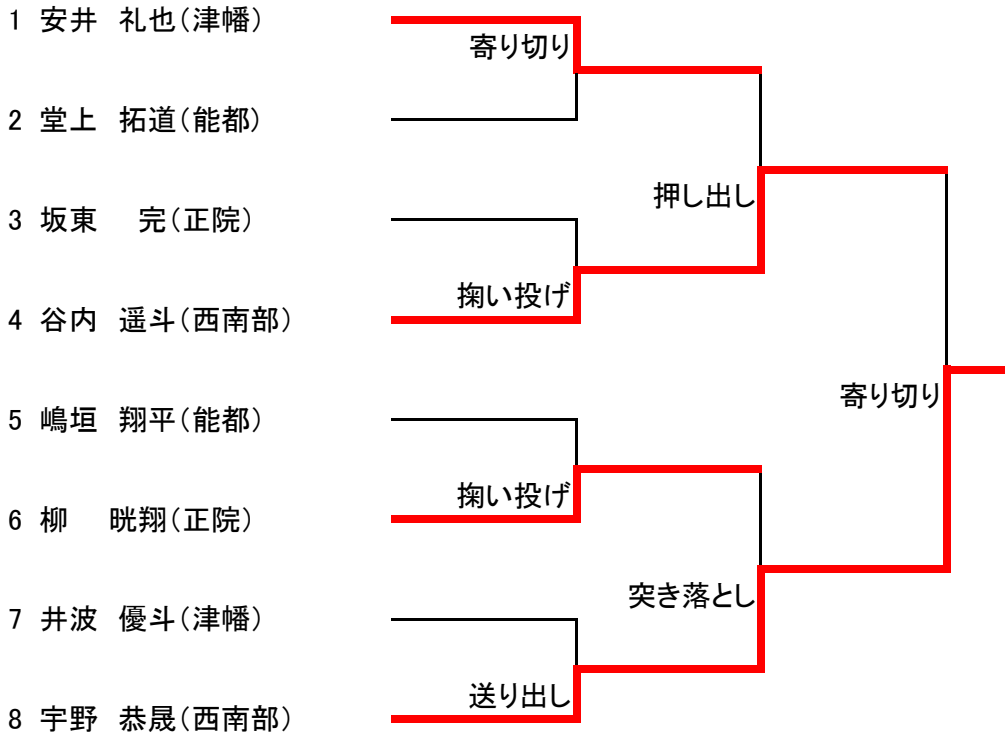 1 安井 礼也(津幡)
寄り切り
2 堂上 拓道(能都)
押し出し
3 坂東 完(正院)
掬い投げ
4 谷内 遥斗(西南部)
寄り切り
5 嶋垣 翔平(能都)
掬い投げ
6 柳 晄翔(正院)
突き落とし
7 井波 優斗(津幡)
送り出し
8 宇野 恭晟(西南部)